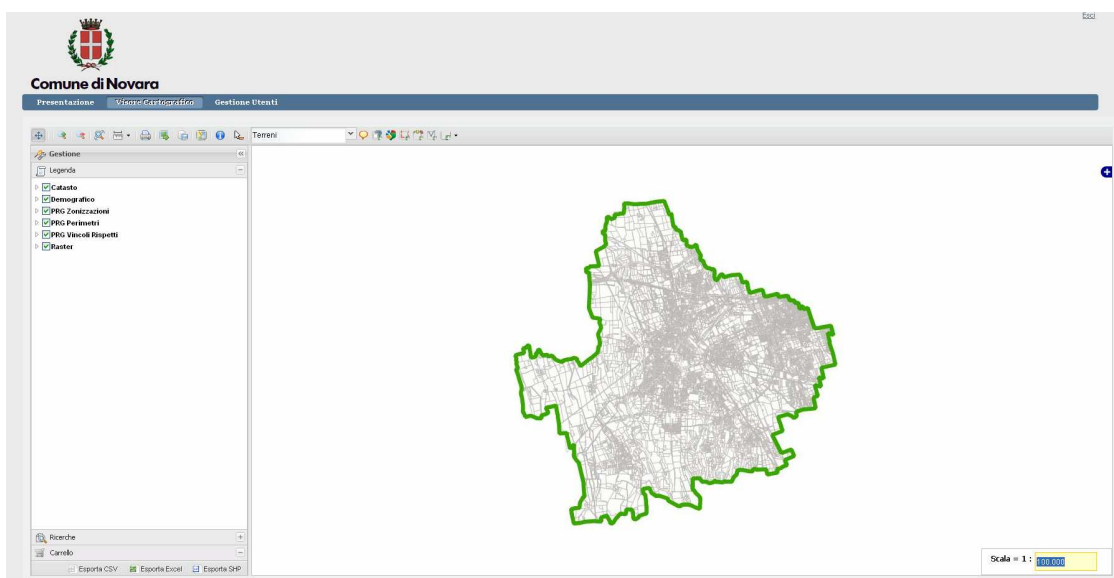 Esci
Comune di Novara
Presentazione Visore Cartografico Gestione Utenti
Terreni
Gestione
Legenda
Catasto
Demografico
PRG Zonizzazioni
PRG Perimetri
PRG Vincoli Rispetti
Raster
Ricerche
Carrello
Esporta CSV Esporta Excel Esporta SHP
Scala = 1 : 100.000